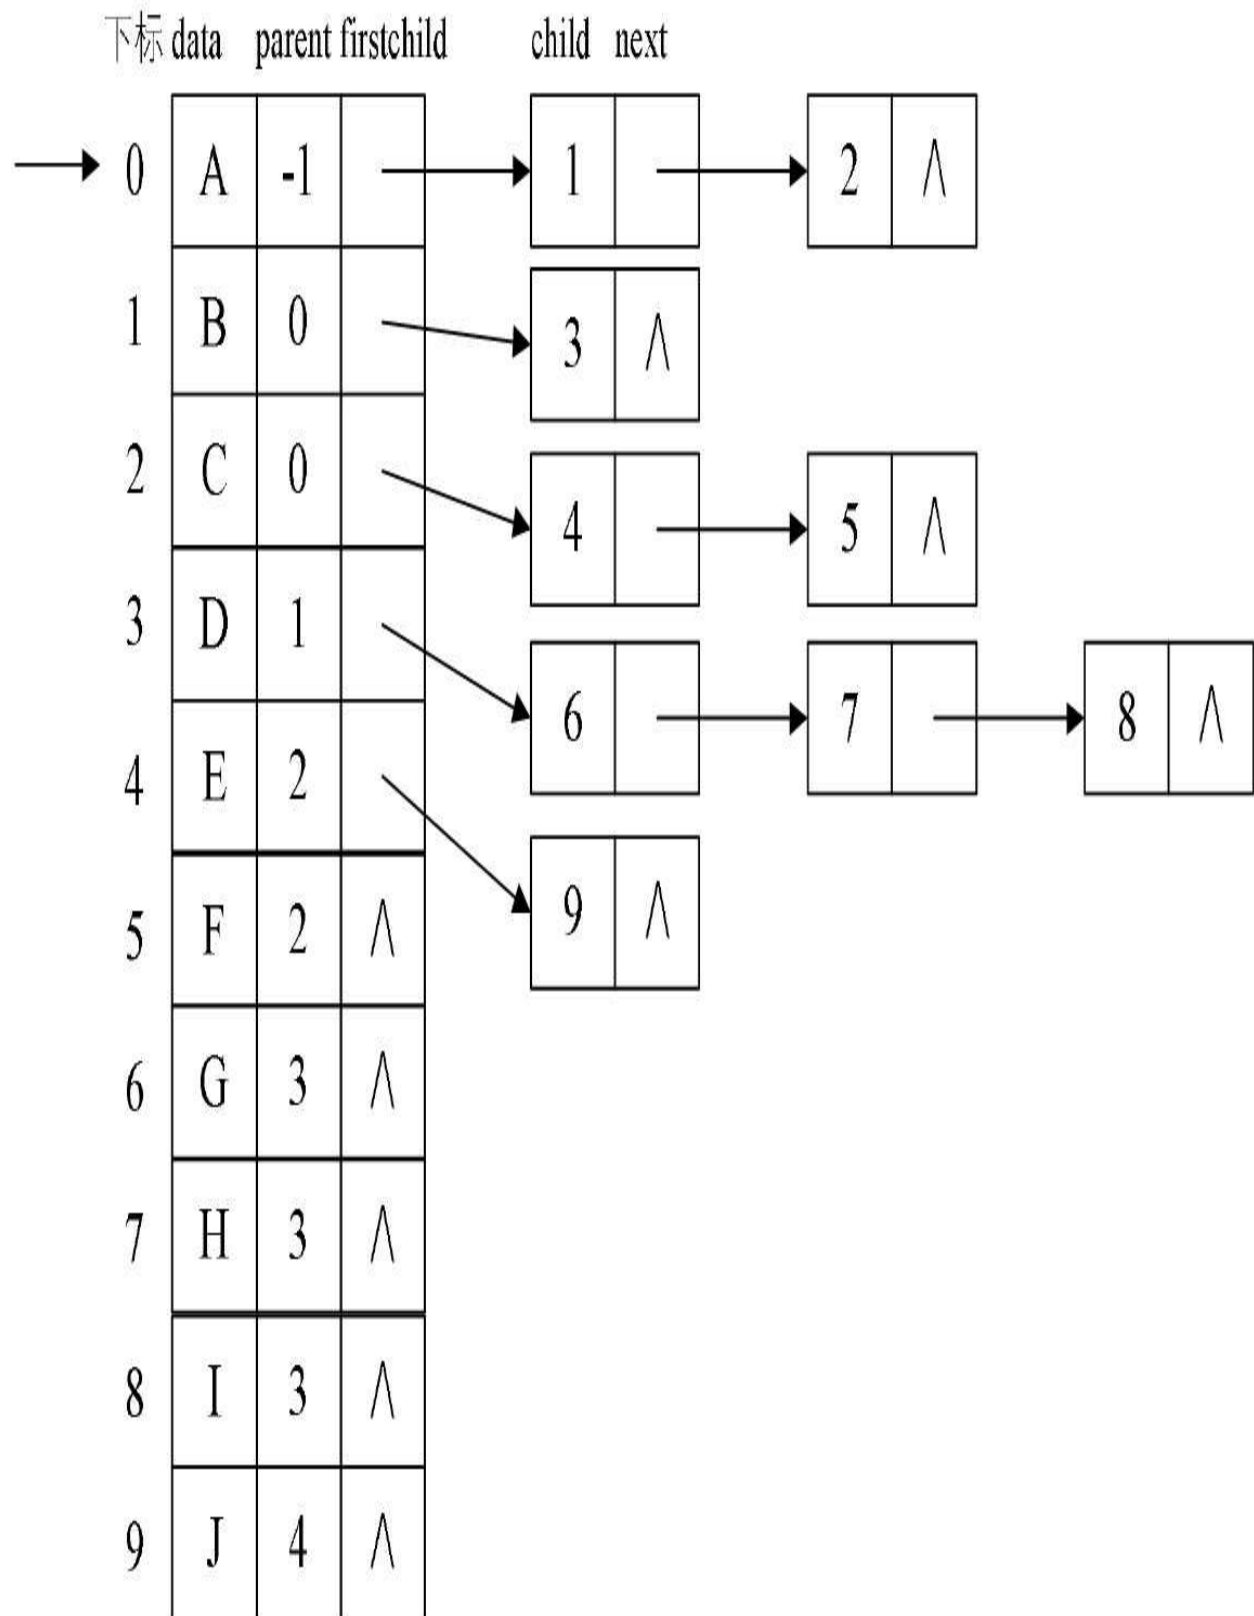 下标 data parent firstchild child next
0 A -1 1 2 ∧
1 B 0 3 ∧
2 C 0 4 5 ∧
3 D 1 6 7 8 ∧
4 E 2 9 ∧
5 F 2 ∧
6 G 3 ∧
7 H 3 ∧
8 I 3 ∧
9 J 4 ∧